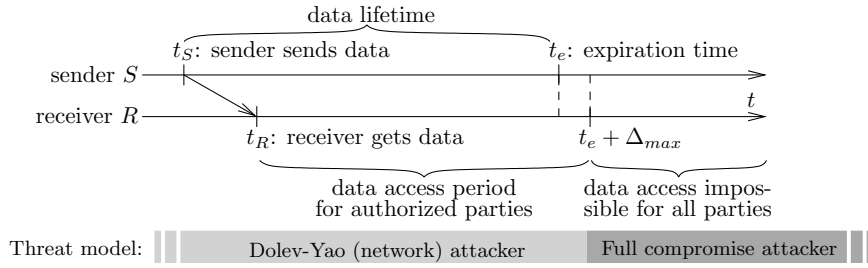 data lifetime
t_S: sender sends data
t_e: expiration time
sender S
t
receiver R
t_R: receiver gets data
t_e + Δ_max
data access period
for authorized parties
data access impos-
sible for all parties
Threat model:
Dolev-Yao (network) attacker
Full compromise attacker